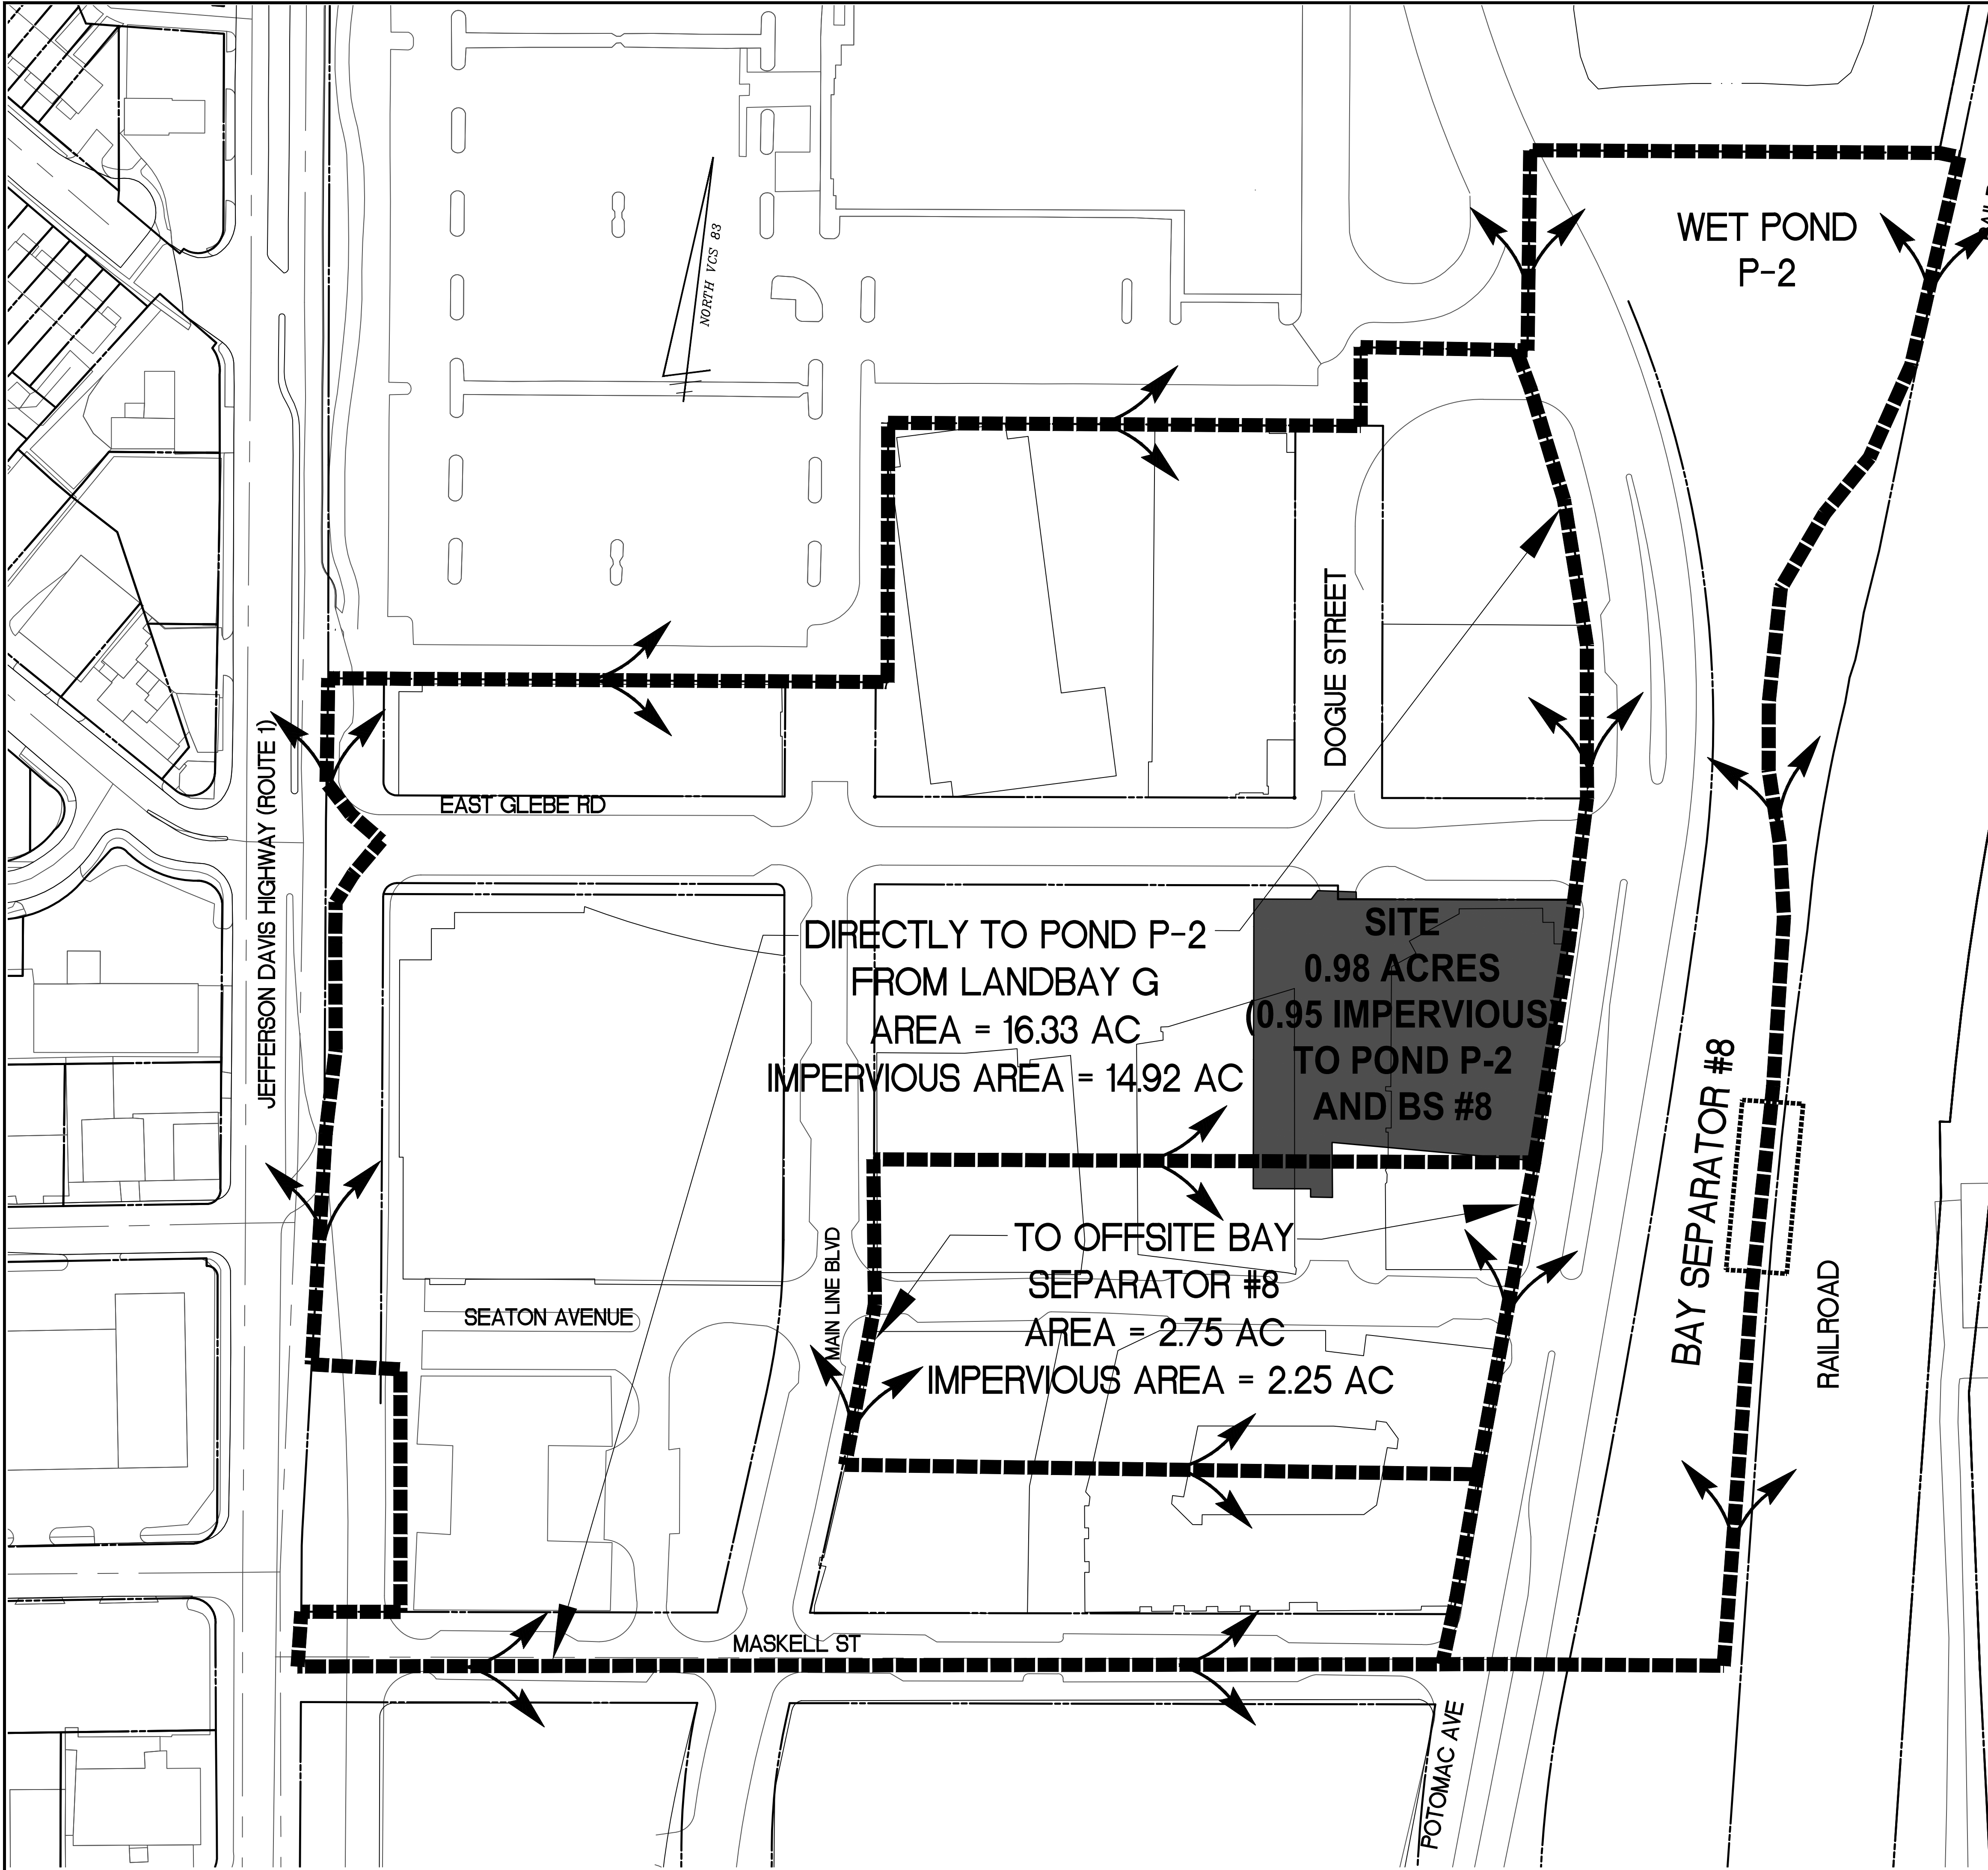 WET POND
P-2
NORTH VCS 83
DOGUE STREET
JEFFERSON DAVIS HIGHWAY (ROUTE 1)
EAST GLEBE RD
DIRECTLY TO POND P-2
FROM LANDBAY G
AREA = 16.33 AC
IMPERVIOUS AREA = 14.92 AC
SITE
0.98 ACRES
(0.95 IMPERVIOUS)
TO POND P-2
AND BS #8
BAY SEPARATOR #8
RAILROAD
TO OFFSITE BAY
SEPARATOR #8
AREA = 2.75 AC
IMPERVIOUS AREA = 2.25 AC
MAIN LINE BLVD
SEATON AVENUE
MASKELL ST
POTOMAC AVE